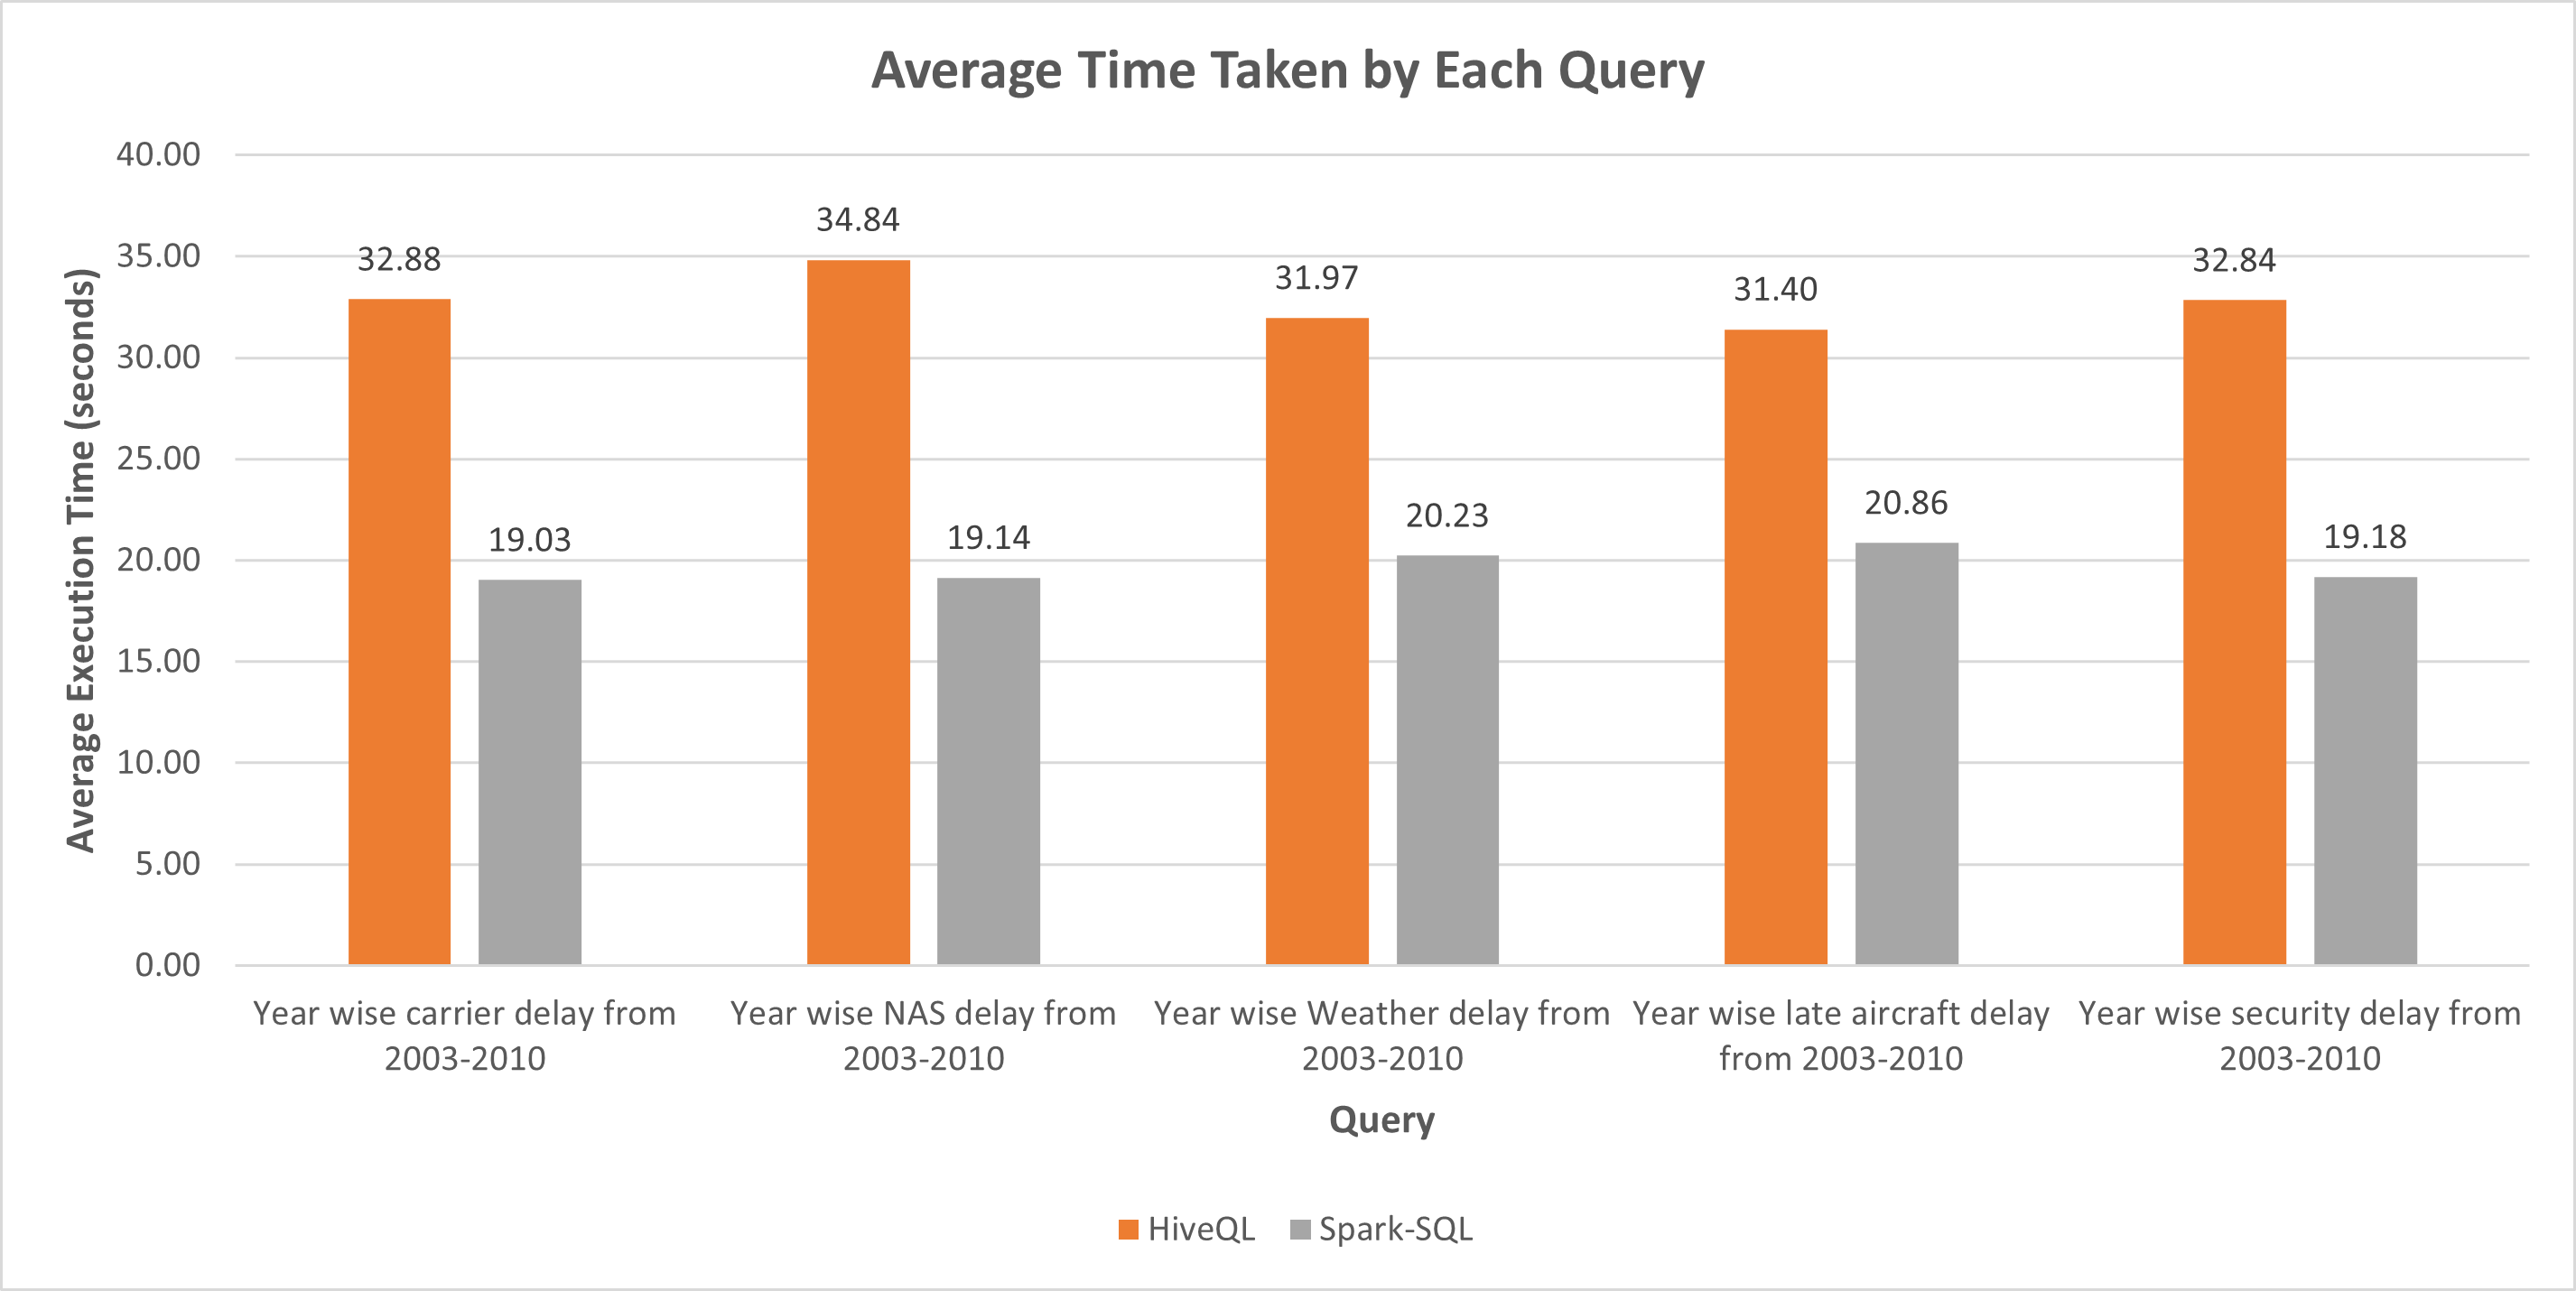 Average Time Taken by Each Query
40.00
35.00
30.00
25.00
20.00
15.00
10.00
5.00
0.00
Average Execution Time (seconds)
32.88
19.03
34.84
19.14
31.97
20.23
31.40
20.86
32.84
19.18
Year wise carrier delay from
2003-2010
Year wise NAS delay from
2003-2010
Year wise Weather delay from
2003-2010
Year wise late aircraft delay
from 2003-2010
Year wise security delay from
2003-2010
Query
HiveQL
Spark-SQL